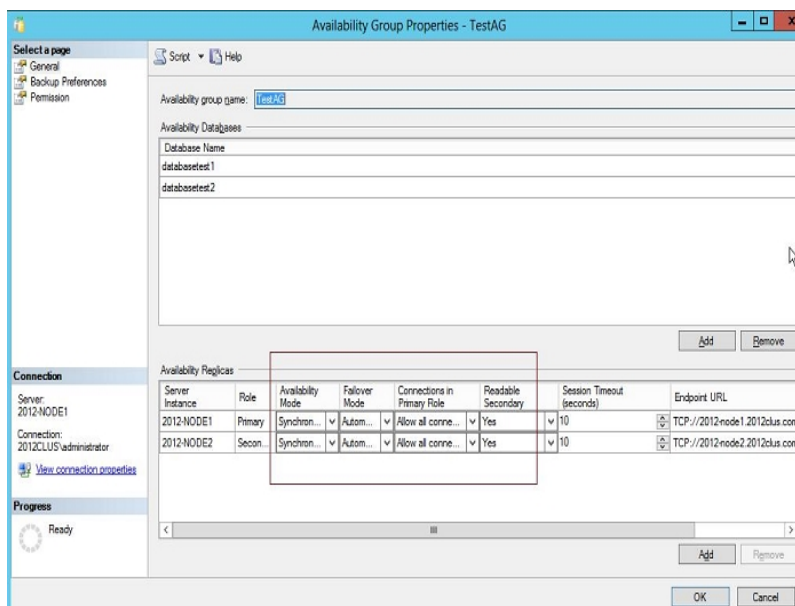 Availability Group Properties - TestAG
Select a page
General
Backup Preferences
Permission
Script Help
Availability group name: TestAG
Availability Databases
Database Name
databasetest1
databasetest2
Add Remove
Connection
Server:
2012-NODE1
Connection:
2012CLUS\administrator
View connection properties
Progress
Ready
Availability Replicas
Server Instance Role Availability Mode Failover Mode Connections in Primary Role Readable Secondary Session Timeout (seconds) Endpoint URL
2012-NODE1 Primary Synchron... Autom... Allow all conne... Yes 10 TCP://2012-node1.2012clus.com
2012-NODE2 Secon... Synchron... Autom... Allow all conne... Yes 10 TCP://2012-node2.2012clus.com
Add Remove
OK Cancel